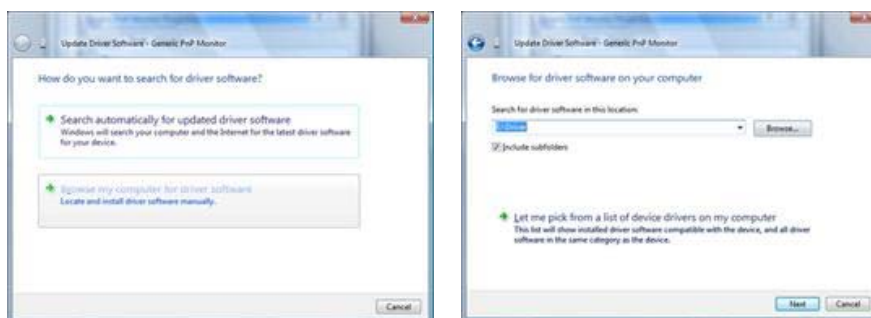 Update Driver Software - Generic PnP Monitor
How do you want to search for driver software?
Search automatically for updated driver software
Windows will search your computer and the Internet for the latest driver software
for your device.
Browse my computer for driver software
Locate and install driver software manually.
Cancel
Update Driver Software - Generic PnP Monitor
Browse for driver software on your computer
Search for driver software in this location:
Browse...
Include subfolders
Let me pick from a list of device drivers on my computer
This list will show installed driver software compatible with the device, and all driver
software in the same category as the device.
Next
Cancel